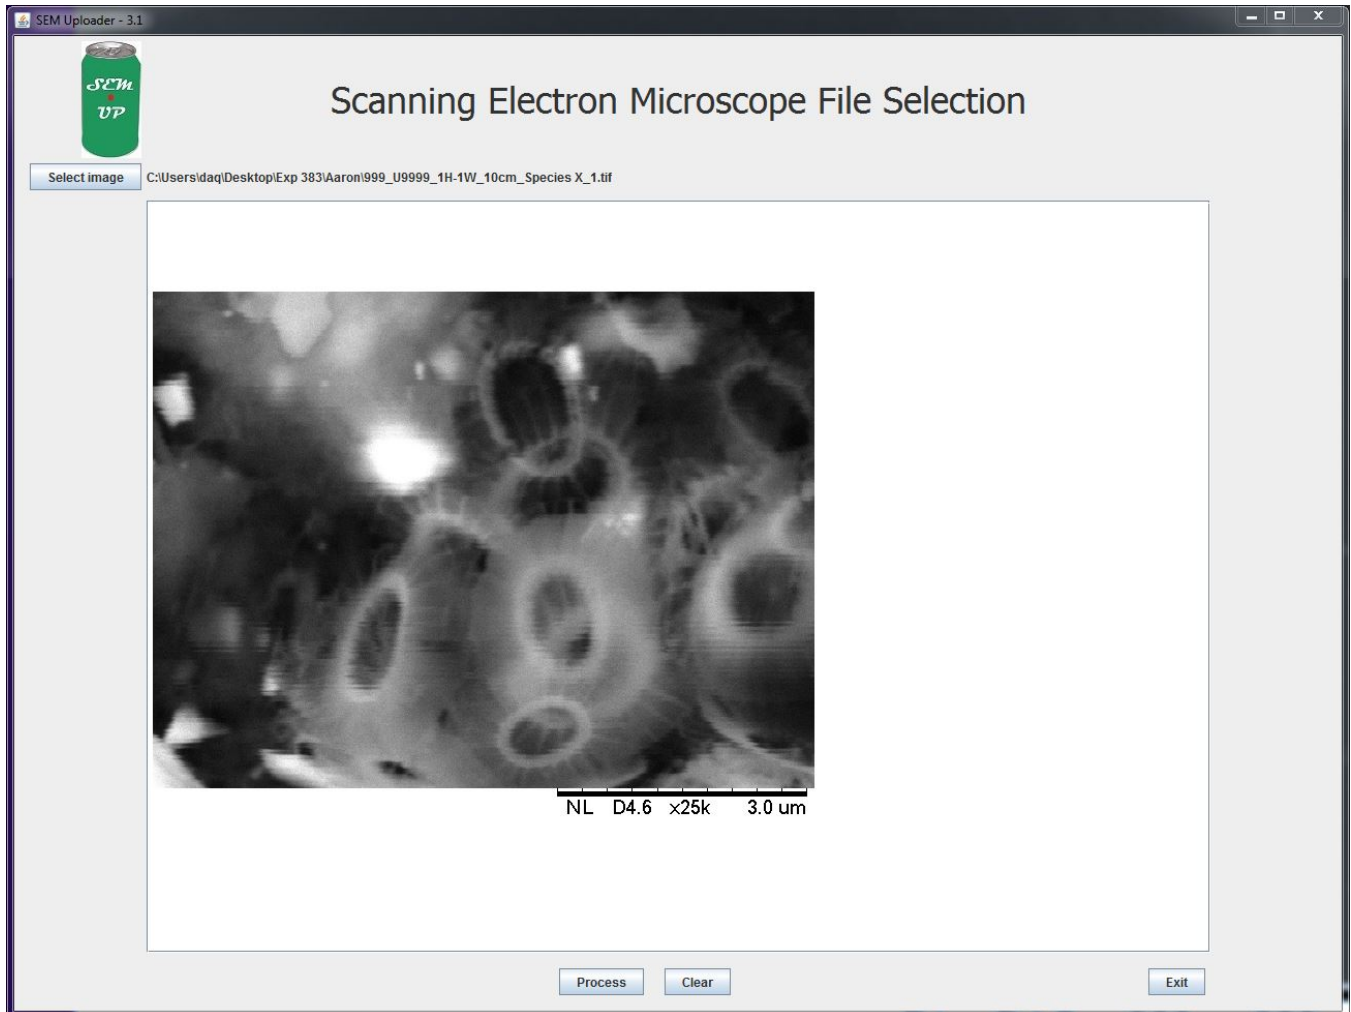 SEM Uploader - 3.1
SEM
UP
Scanning Electron Microscope File Selection
Select image C:\Users\daq\Desktop\Exp 383\Aaron\999_U9999_1H-1W_10cm_Species X_1.tif
NL D4.6 x25k 3.0 um
Process Clear Exit